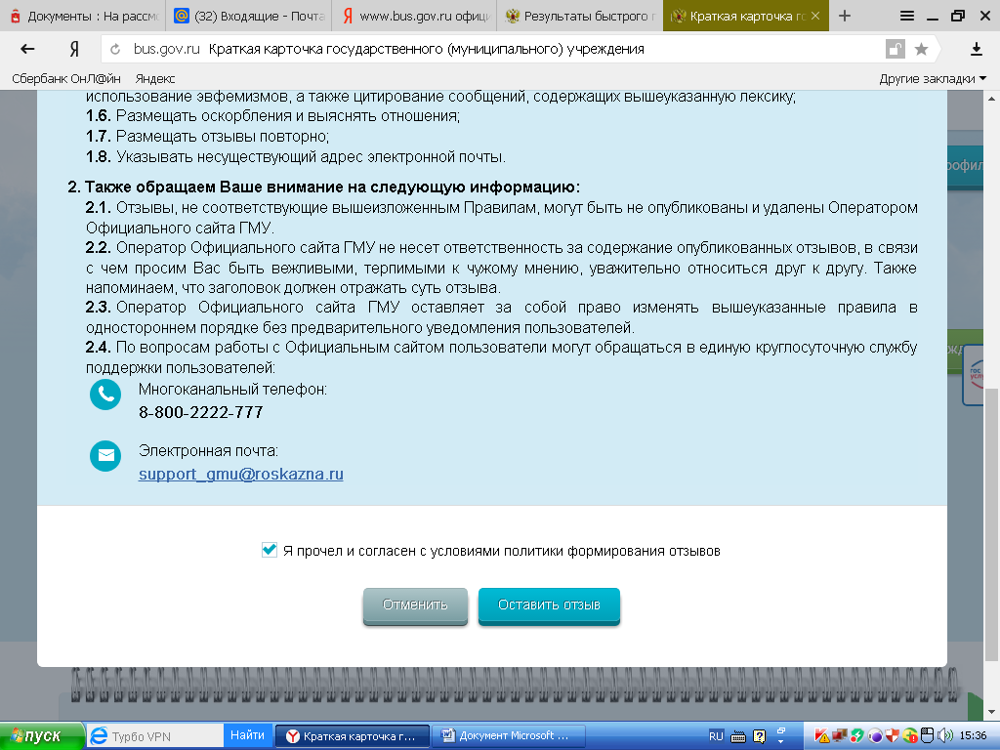 Документы : На рассм
(32) Входящие - Почта
www.bus.gov.ru офиц
Результаты быстрого п
Краткая карточка го
bus.gov.ru Краткая карточка государственного (муниципального) учреждения
Сбербанк ОнЛ@йн Яндекс
Другие закладки
использование эвфемизмов, а также цитирование сообщений, содержащих вышеуказанную лексику;
1.6. Размещать оскорбления и выяснять отношения;
1.7. Размещать отзывы повторно;
1.8. Указывать несуществующий адрес электронной почты.
2. Также обращаем Ваше внимание на следующую информацию:
2.1. Отзывы, не соответствующие вышеизложенным Правилам, могут быть не опубликованы и удалены Оператором
Официального сайта ГМУ.
2.2. Оператор Официального сайта ГМУ не несет ответственность за содержание опубликованных отзывов, в связи
с чем просим Вас быть вежливыми, терпимыми к чужому мнению, уважительно относиться друг к другу. Также
напоминаем, что заголовок должен отражать суть отзыва.
2.3. Оператор Официального сайта ГМУ оставляет за собой право изменять вышеуказанные правила в
одностороннем порядке без предварительного уведомления пользователей.
2.4. По вопросам работы с Официальным сайтом пользователи могут обращаться в единую круглосуточную службу
поддержки пользователей:
Многоканальный телефон:
8-800-2222-777
Электронная почта:
support_gmu@roskazna.ru
Я прочел и согласен с условиями политики формирования отзывов
Отменить
Оставить отзыв
пуск
Турбо VPN
Найти
Краткая карточка г...
Документ Microsoft ...
RU
15:36